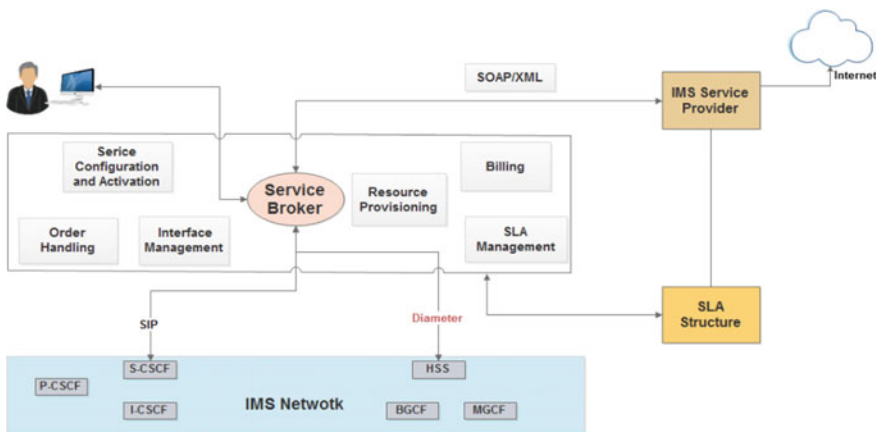 SOAP/XML
IMS Service
Provider
Internet
Serice
Configuration
and Activation
Service
Broker
Resource
Provisioning
Billing
Order
Handling
Interface
Management
SLA
Management
SIP
Diameter
SLA
Structure
P-CSCF
S-CSCF
I-CSCF
IMS Netwotk
HSS
BGCF
MGCF